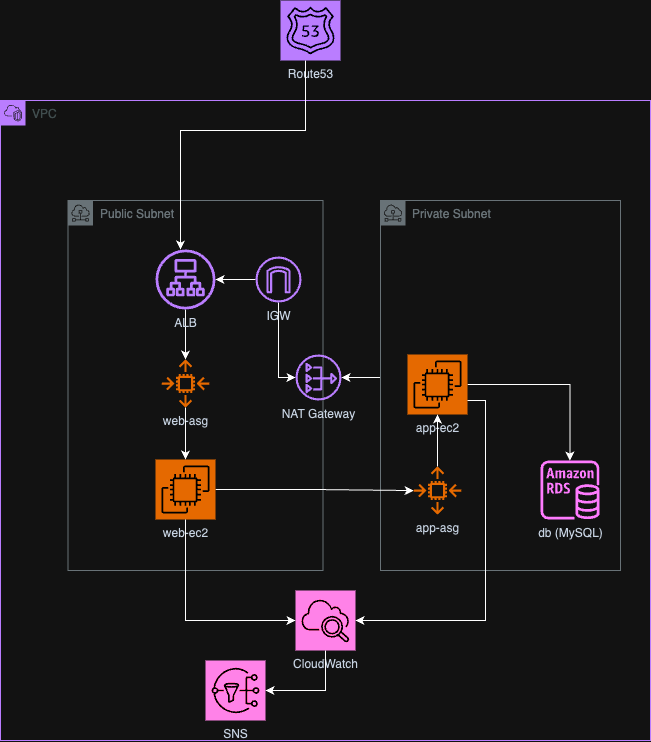 53
Route53
VPC
Public Subnet
Private Subnet
ALB
IGW
NAT Gateway
web-asg
app-ec2
web-ec2
app-asg
Amazon
RDS
db (MySQL)
CloudWatch
SNS